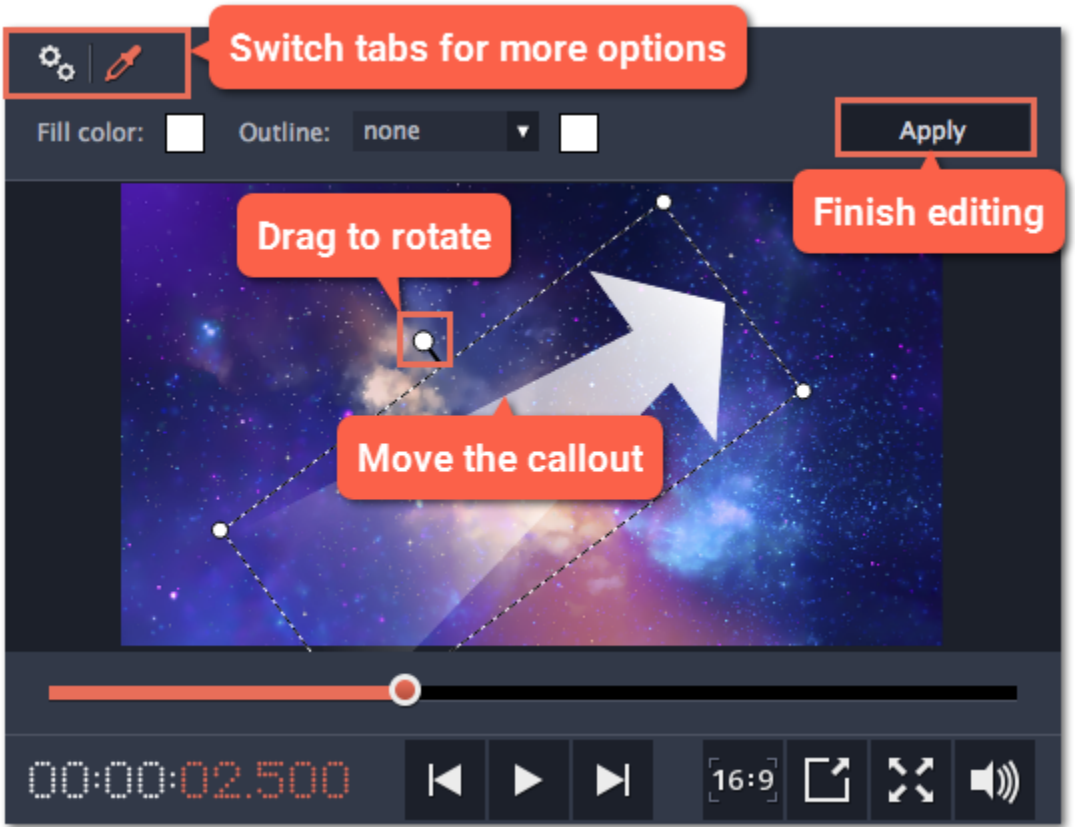 Switch tabs for more options
Fill color:
Outline:
none
Apply
Finish editing
Drag to rotate
Move the callout
00:00:02.500
16:9